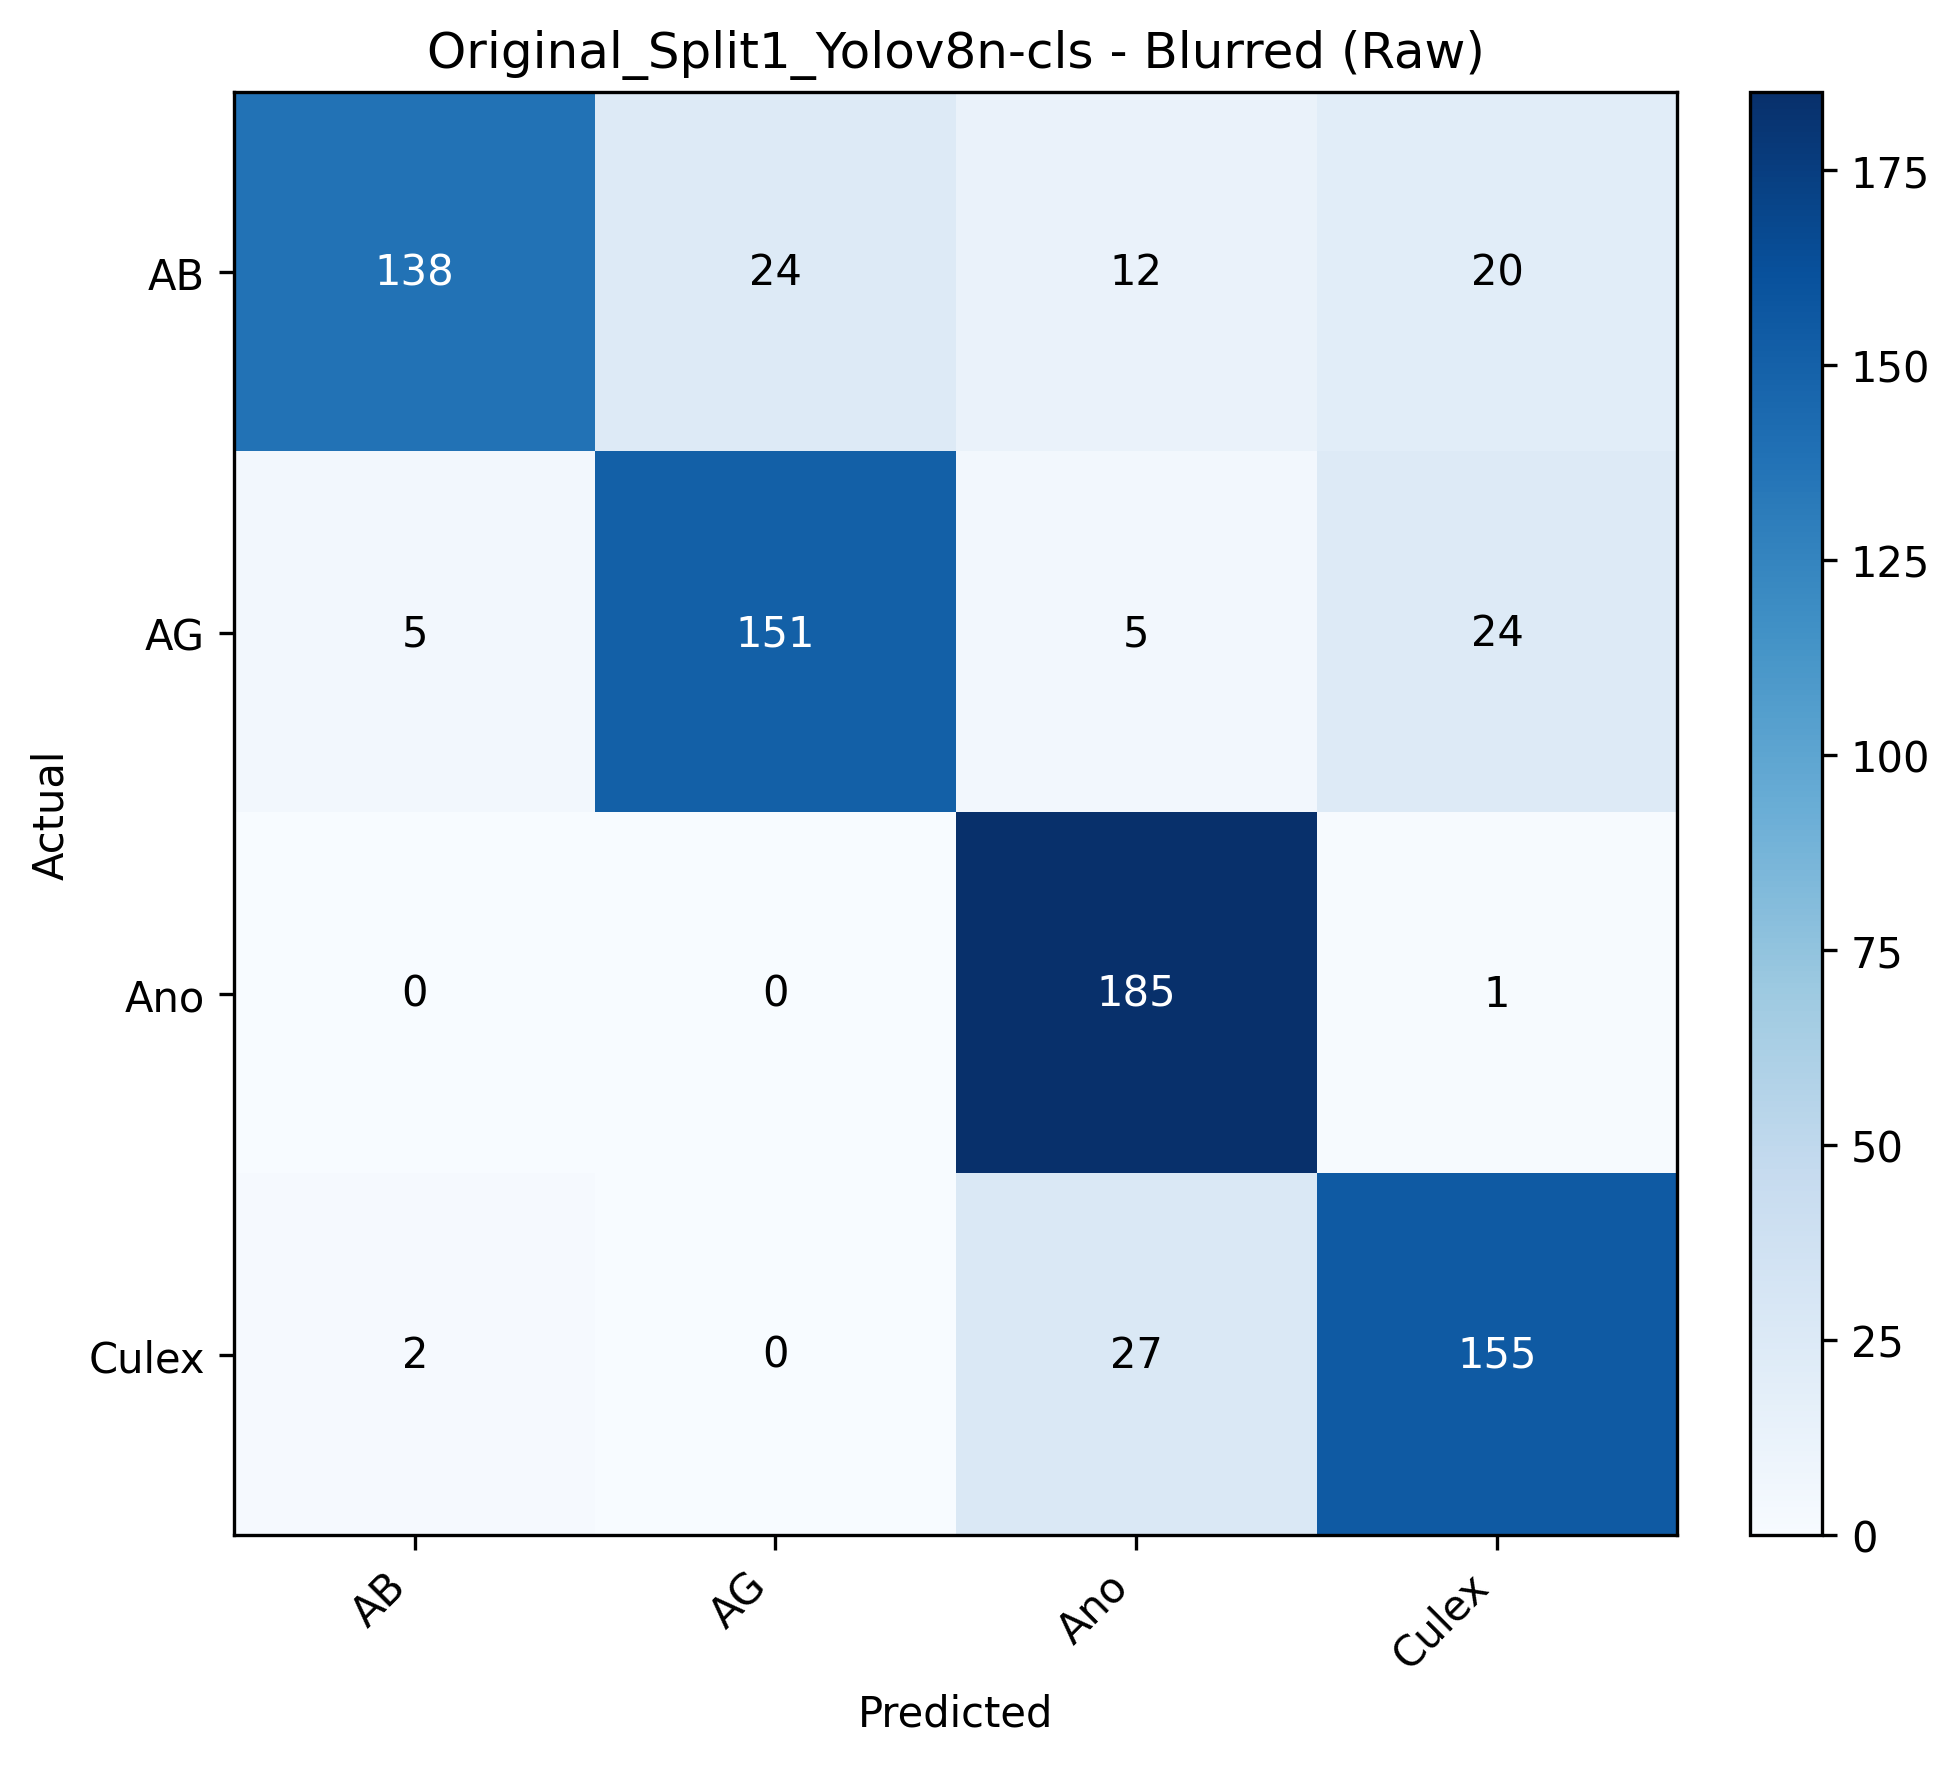 Original_Split1_Yolov8n-cls - Blurred (Raw)
AB 138 24 12 20
AG 5 151 5 24
Ano 0 0 185 1
Culex 2 0 27 155
AB AG Ano Culex
Actual
Predicted
175
150
125
100
75
50
25
0